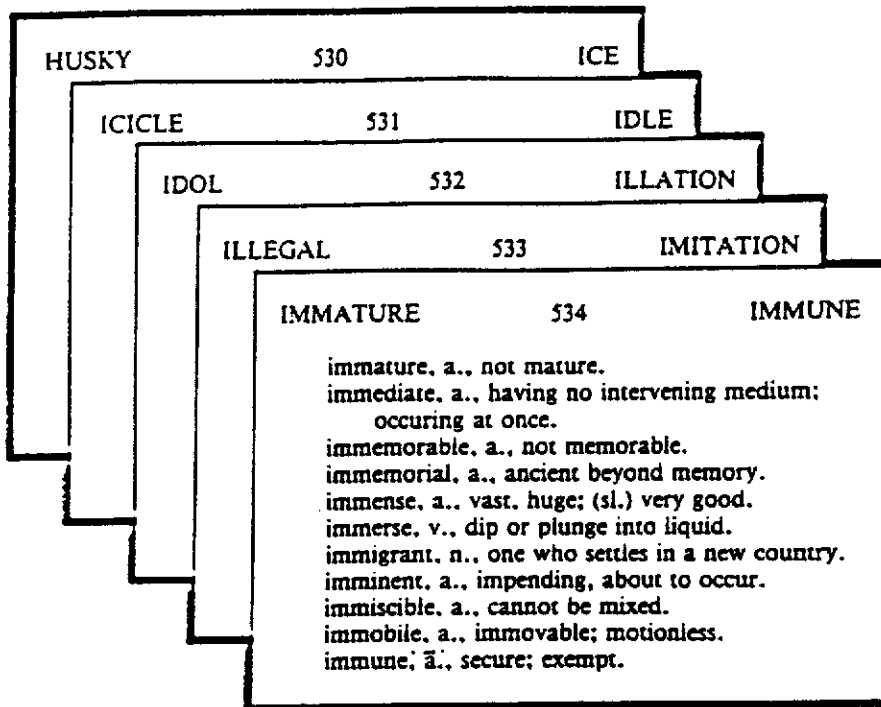 HUSKY 530 ICE
ICICLE 531 IDLE
IDOL 532 ILLATION
ILLEGAL 533 IMITATION
IMMATURE 534 IMMUNE
immature, a., not mature.
immediate, a., having no intervening medium;
occuring at once.
immemorable, a., not memorable.
immemorial, a., ancient beyond memory.
immense, a., vast, huge; (sl.) very good.
immerse, v., dip or plunge into liquid.
immigrant, n., one who settles in a new country.
imminent, a., impending, about to occur.
immiscible, a., cannot be mixed.
immobile, a., immovable; motionless.
immune, a., secure; exempt.